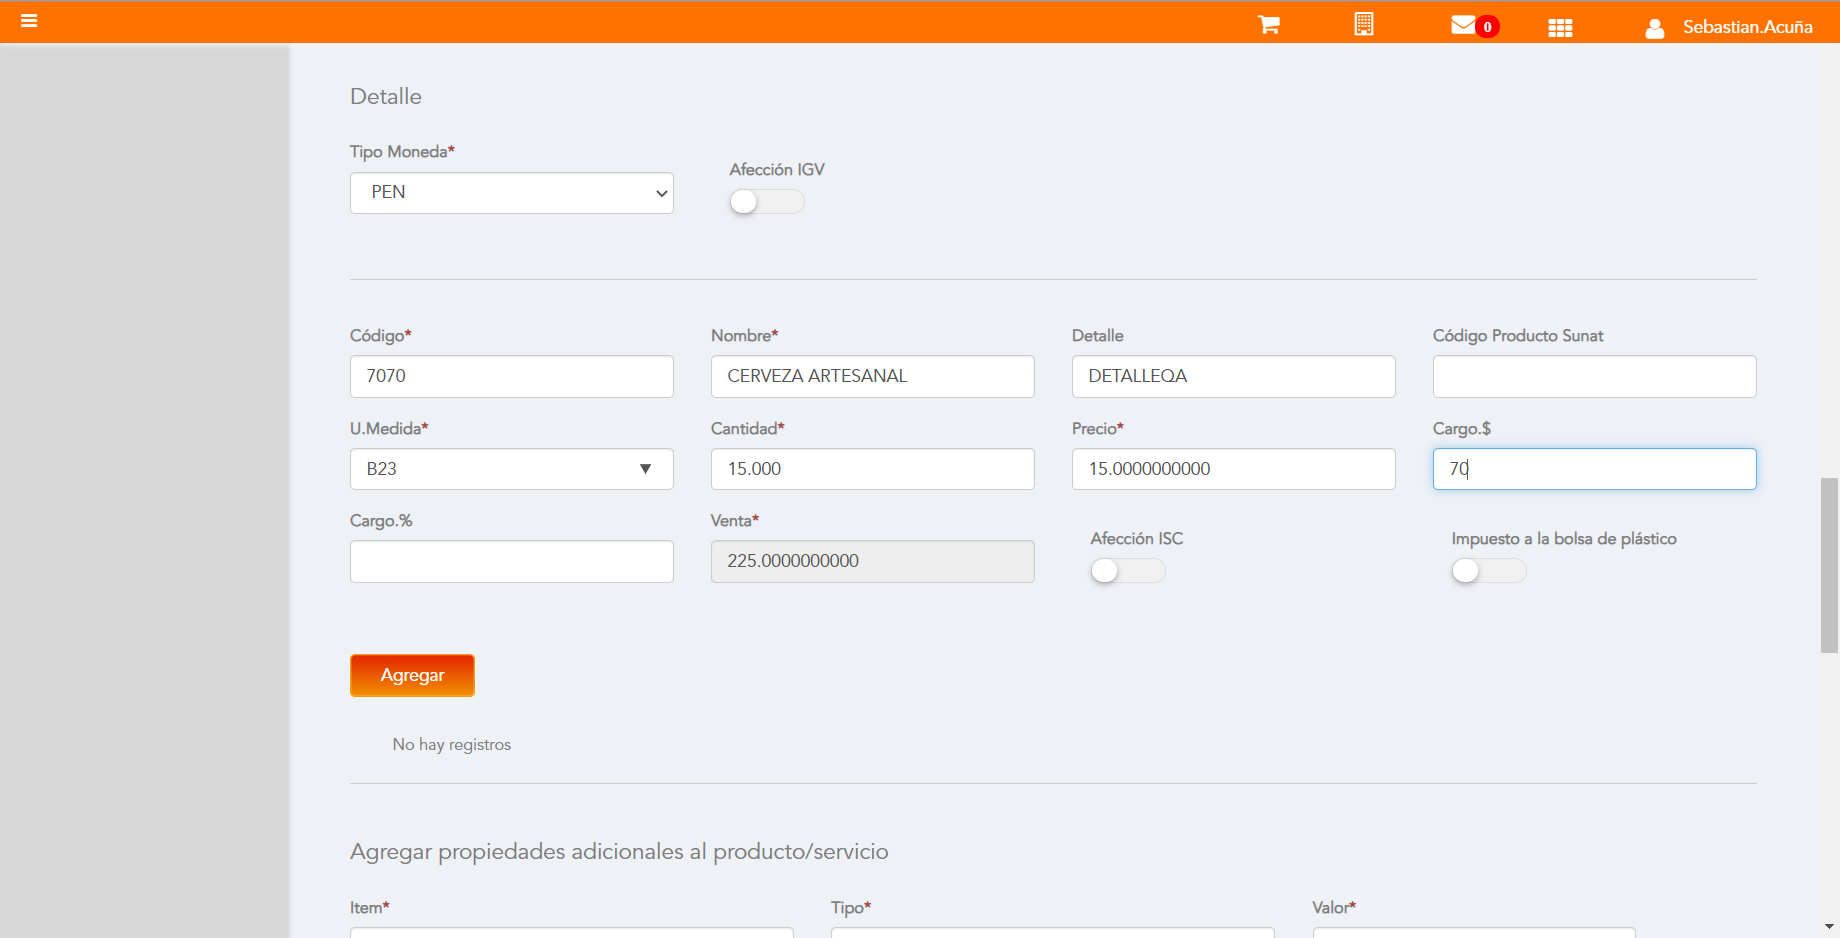 0
Sebastian.Acuña
Detalle
Tipo Moneda*
Afección IGV
PEN
Código*
Nombre*
Detalle
Código Producto Sunat
7070
CERVEZA ARTESANAL
DETALLEQA
U.Medida*
Cantidad*
Precio*
Cargo.$
B23
15.000
15.0000000000
70
Cargo.%
Venta*
Afección ISC
Impuesto a la bolsa de plástico
225.0000000000
Agregar
No hay registros
Agregar propiedades adicionales al producto/servicio
Item*
Tipo*
Valor*